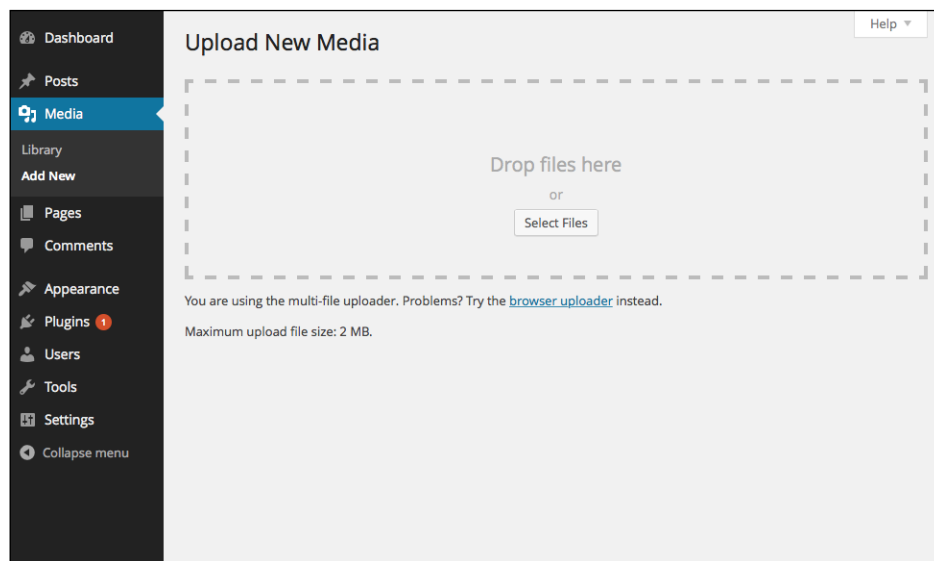 Dashboard
Posts
Media
Library
Add New
Pages
Comments
Appearance
Plugins 1
Users
Tools
Settings
Collapse menu
Help
Upload New Media
Drop files here
or
Select Files
You are using the multi-file uploader. Problems? Try the browser uploader instead.
Maximum upload file size: 2 MB.